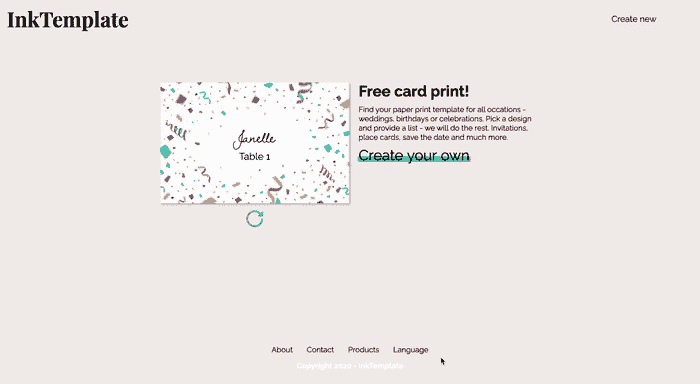 InkTemplate
Create new
Janelle
Table 1
Free card print!
Find your paper print template for all occations -
weddings, birthdays or celebrations. Pick a design
and provide a list - we will do the rest. Invitations,
place cards, save the date and much more.
Create your own
About Contact Products Language
Copyright 2020 - InkTemplate